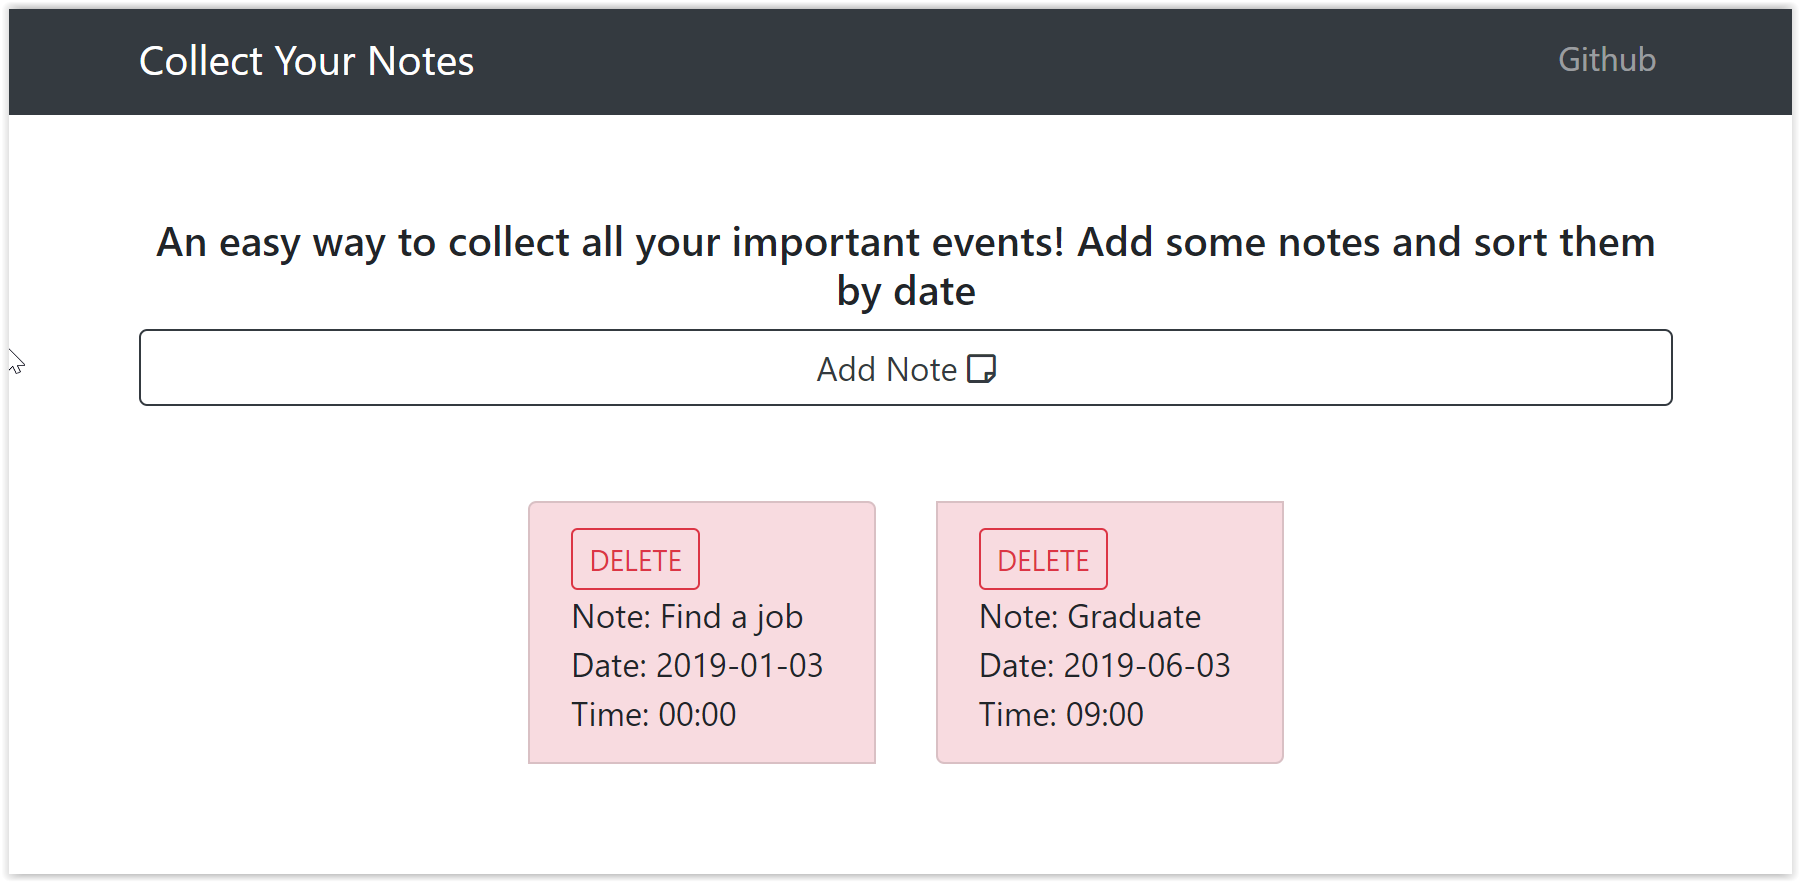 Collect Your Notes
Github
An easy way to collect all your important events! Add some notes and sort them
by date
Add Note
DELETE
Note: Find a job
Date: 2019-01-03
Time: 00:00
DELETE
Note: Graduate
Date: 2019-06-03
Time: 09:00